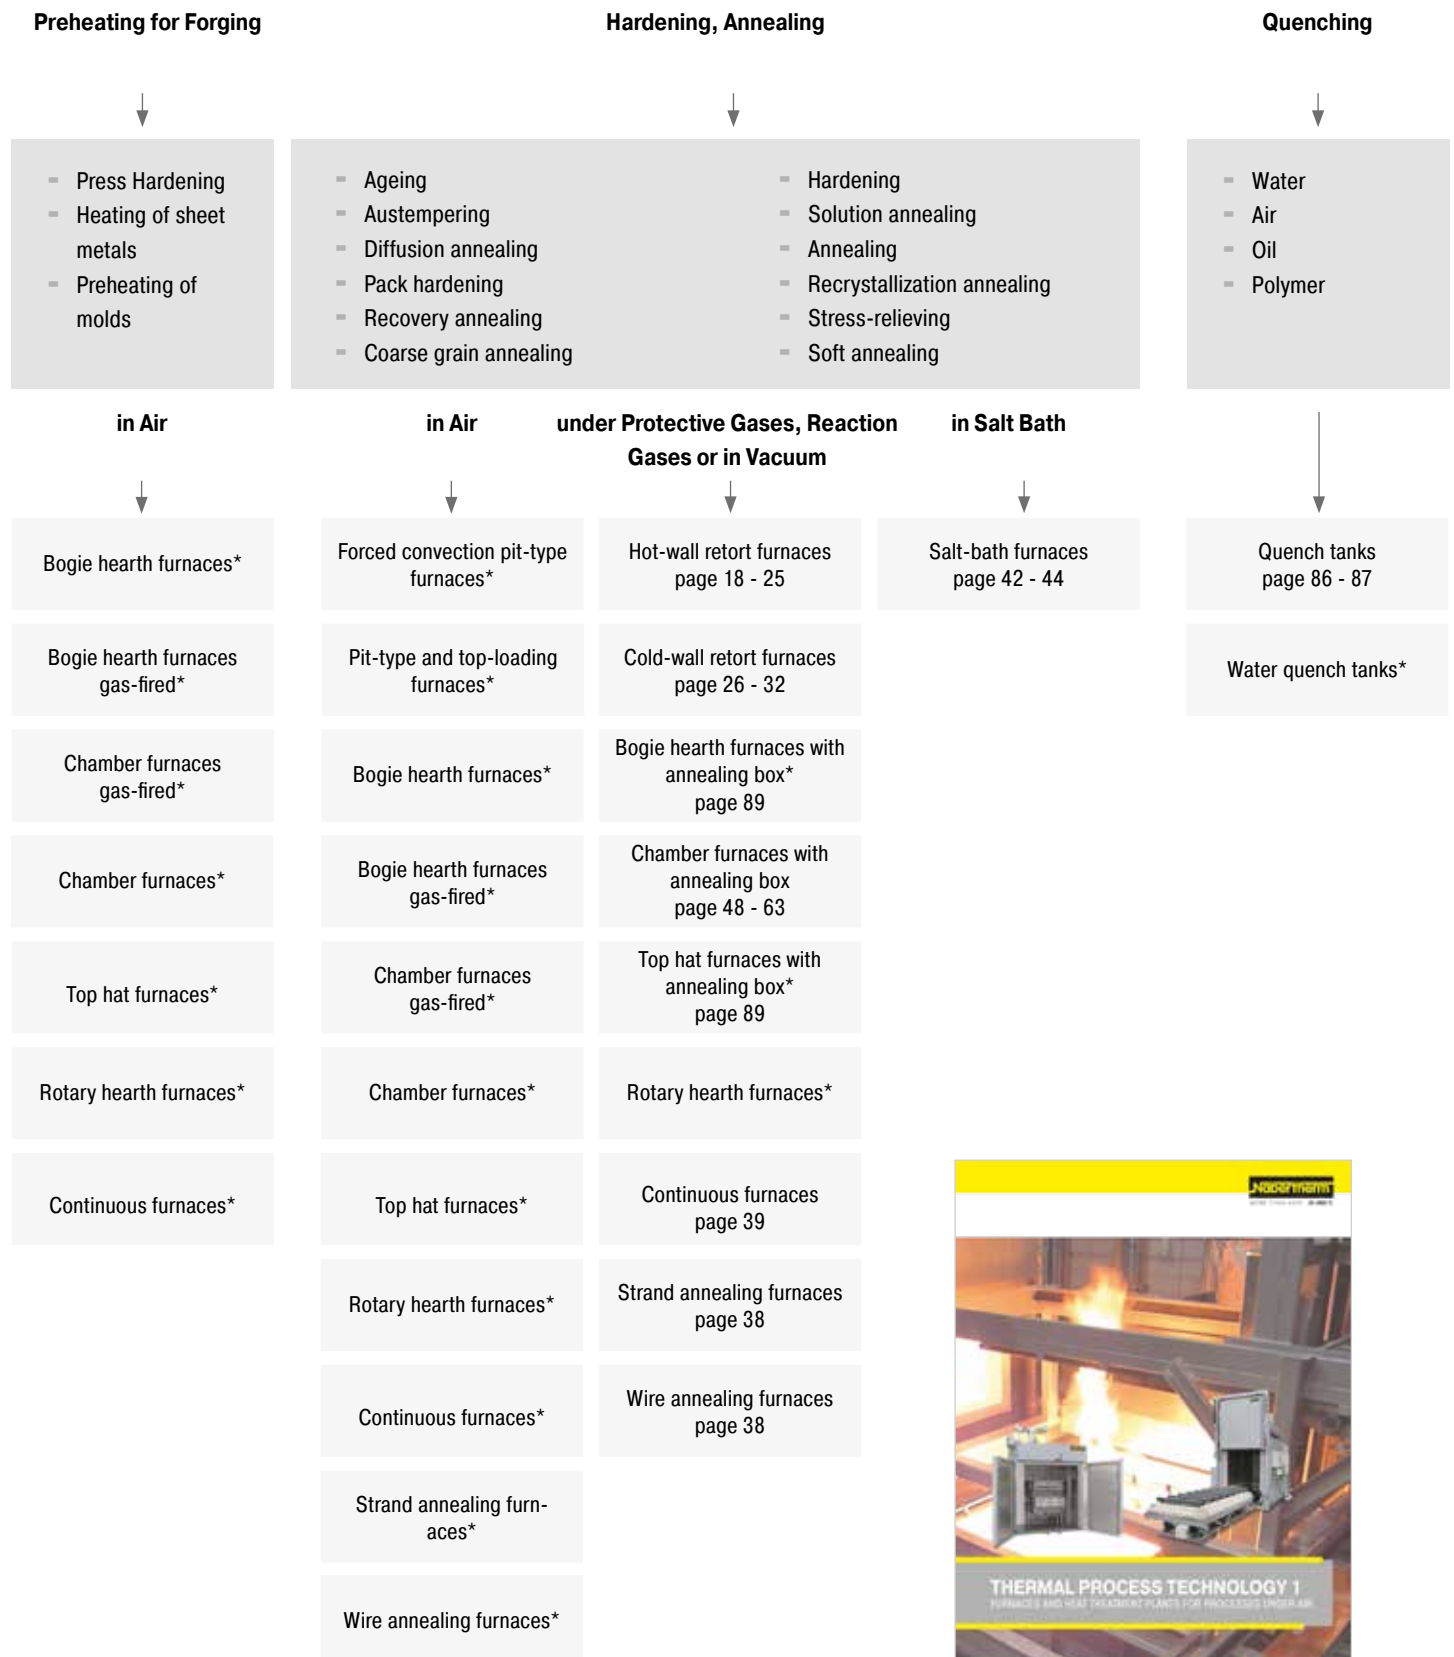 Preheating for Forging
Hardening, Annealing
Quenching
Press Hardening
Heating of sheet
metals
Preheating of
molds
Ageing
Austempering
Diffusion annealing
Pack hardening
Recovery annealing
Coarse grain annealing
Hardening
Solution annealing
Annealing
Recrystallization annealing
Stress-relieving
Soft annealing
Water
Air
Oil
Polymer
in Air
Bogie hearth furnaces*
Bogie hearth furnaces
gas-fired*
Chamber furnaces
gas-fired*
Chamber furnaces*
Top hat furnaces*
Rotary hearth furnaces*
Continuous furnaces*
in Air
Forced convection pit-type
furnaces*
Pit-type and top-loading
furnaces*
Bogie hearth furnaces*
Bogie hearth furnaces
gas-fired*
Chamber furnaces
gas-fired*
Chamber furnaces*
Top hat furnaces*
Rotary hearth furnaces*
Continuous furnaces*
Strand annealing furn-
aces*
Wire annealing furnaces*
under Protective Gases, Reaction
Gases or in Vacuum
Hot-wall retort furnaces
page 18 - 25
Cold-wall retort furnaces
page 26 - 32
Bogie hearth furnaces with
annealing box*
page 89
Chamber furnaces with
annealing box
page 48 - 63
Top hat furnaces with
annealing box*
page 89
Rotary hearth furnaces*
Continuous furnaces
page 39
Strand annealing furnaces
page 38
Wire annealing furnaces
page 38
in Salt Bath
Salt-bath furnaces
page 42 - 44
Quench tanks
page 86 - 87
Water quench tanks*
Nabertherm
THERMAL PROCESS TECHNOLOGY 1
FURNACES AND HEAT TREATMENT PLANTS FOR PROCESSES UNDER AIR